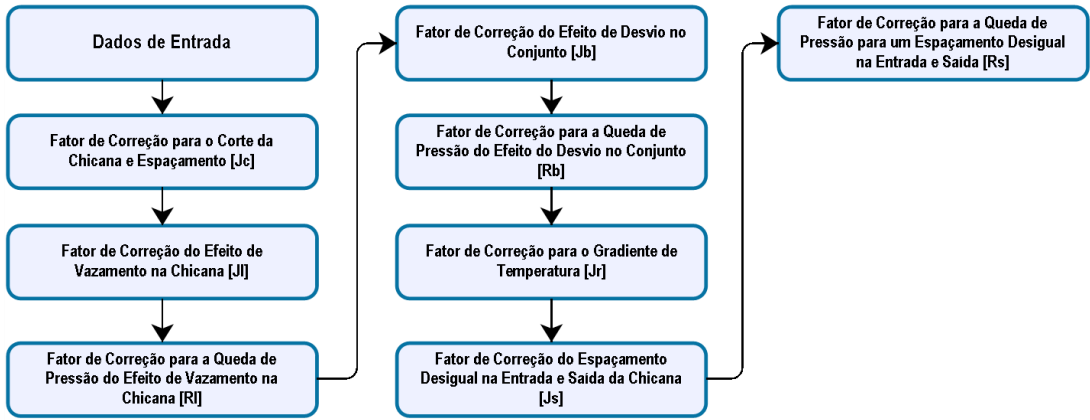 Dados de Entrada
Fator de Correção para o Corte da
Chicana e Espaçamento [Jc]
Fator de Correção do Efeito de
Vazamento na Chicana [Jl]
Fator de Correção para a Queda de
Pressão do Efeito de Vazamento na
Chicana [Rl]
Fator de Correção do Efeito de Desvio no
Conjunto [Jb]
Fator de Correção para a Queda de
Pressão do Efeito do Desvio no Conjunto
[Rb]
Fator de Correção para o Gradiente de
Temperatura [Jr]
Fator de Correção do Espaçamento
Desigual na Entrada e Saída da Chicana
[Js]
Fator de Correção para a Queda de
Pressão para um Espaçamento Desigual
na Entrada e Saída [Rs]